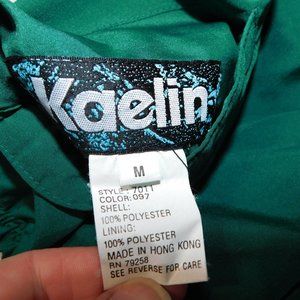 Kaelin
M
STYLE: 7011
COLOR: 097
SHELL:
100% POLYESTER
LINING:
100% POLYESTER
MADE IN HONG KONG
RN 79258
SEE REVERSE FOR CARE